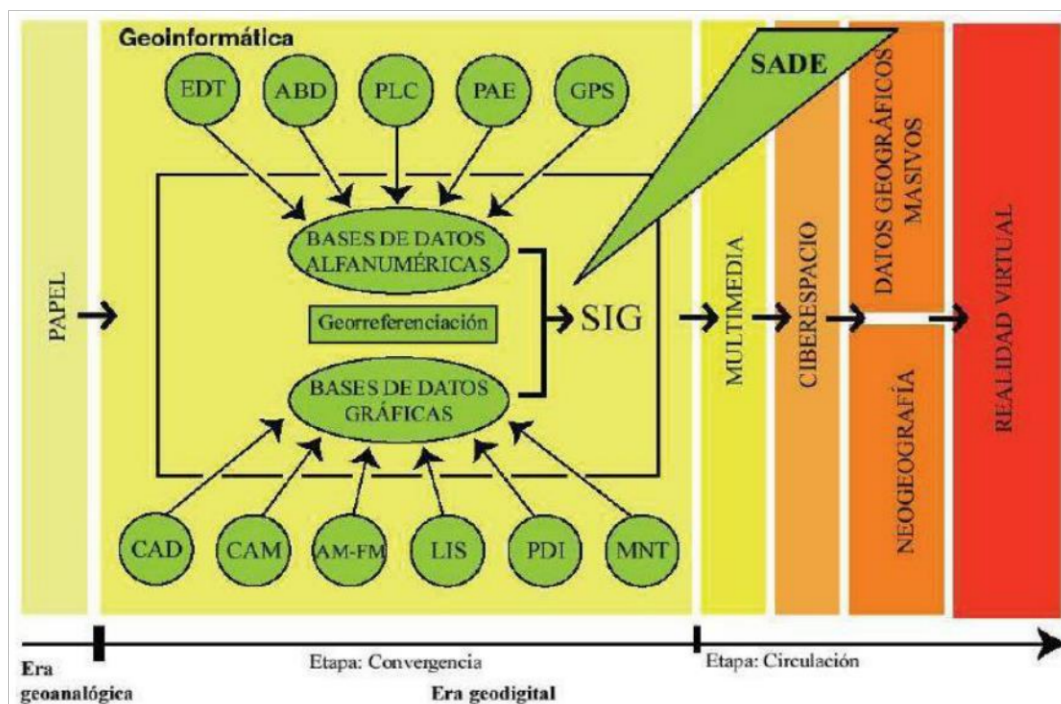 Geoinformática
SADE
EDT ABD PLC PAE GPS
BASES DE DATOS
ALFANUMÉRICAS
Georreferenciación
SIG
BASES DE DATOS
GRÁFICAS
CAD CAM AM-FM LIS PDI MNT
PAPEL
MULTIMEDIA
CIBERESPACIO
DATOS GEOGRÁFICOS
MASIVOS
NEOGEOGRAFÍA
REALIDAD VIRTUAL
Era
geoanalógica
Etapa: Convergencia
Era geodigital
Etapa: Circulación